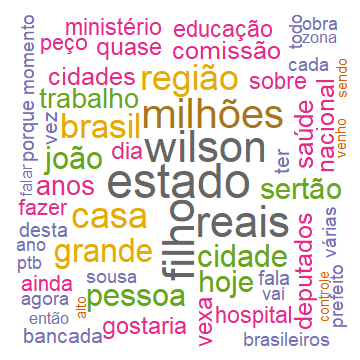 ministério educação todo obra
peço quase comissão zona
cidades região sobre cada sendo
porque momento trabalho milhões saúde nacional
vez brasil wilson ter venho
falar joão dia
anos estado sertão
fazer casa filho reais
desta grande cidade deputados várias
ano ptb sousa hoje fala controle
ainda pessoa vai prefeito
agora alto vexa hospital
então gostaria
bancada brasileiros